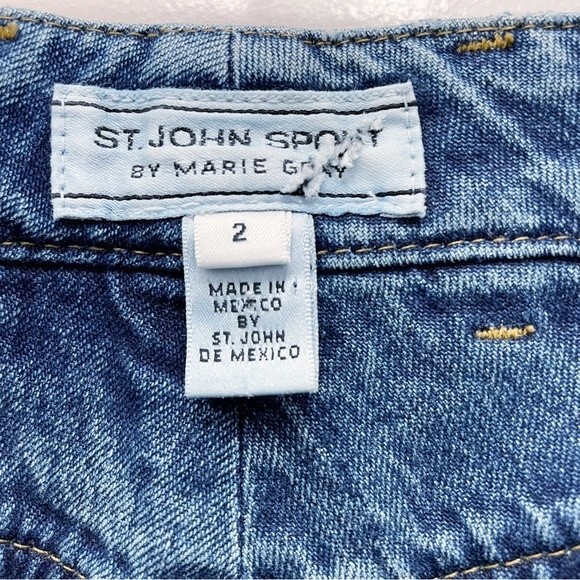 ST. JOHN SPORT
BY MARIE GRAY
2
MADE IN
MEXICO
BY
ST. JOHN
DE MEXICO